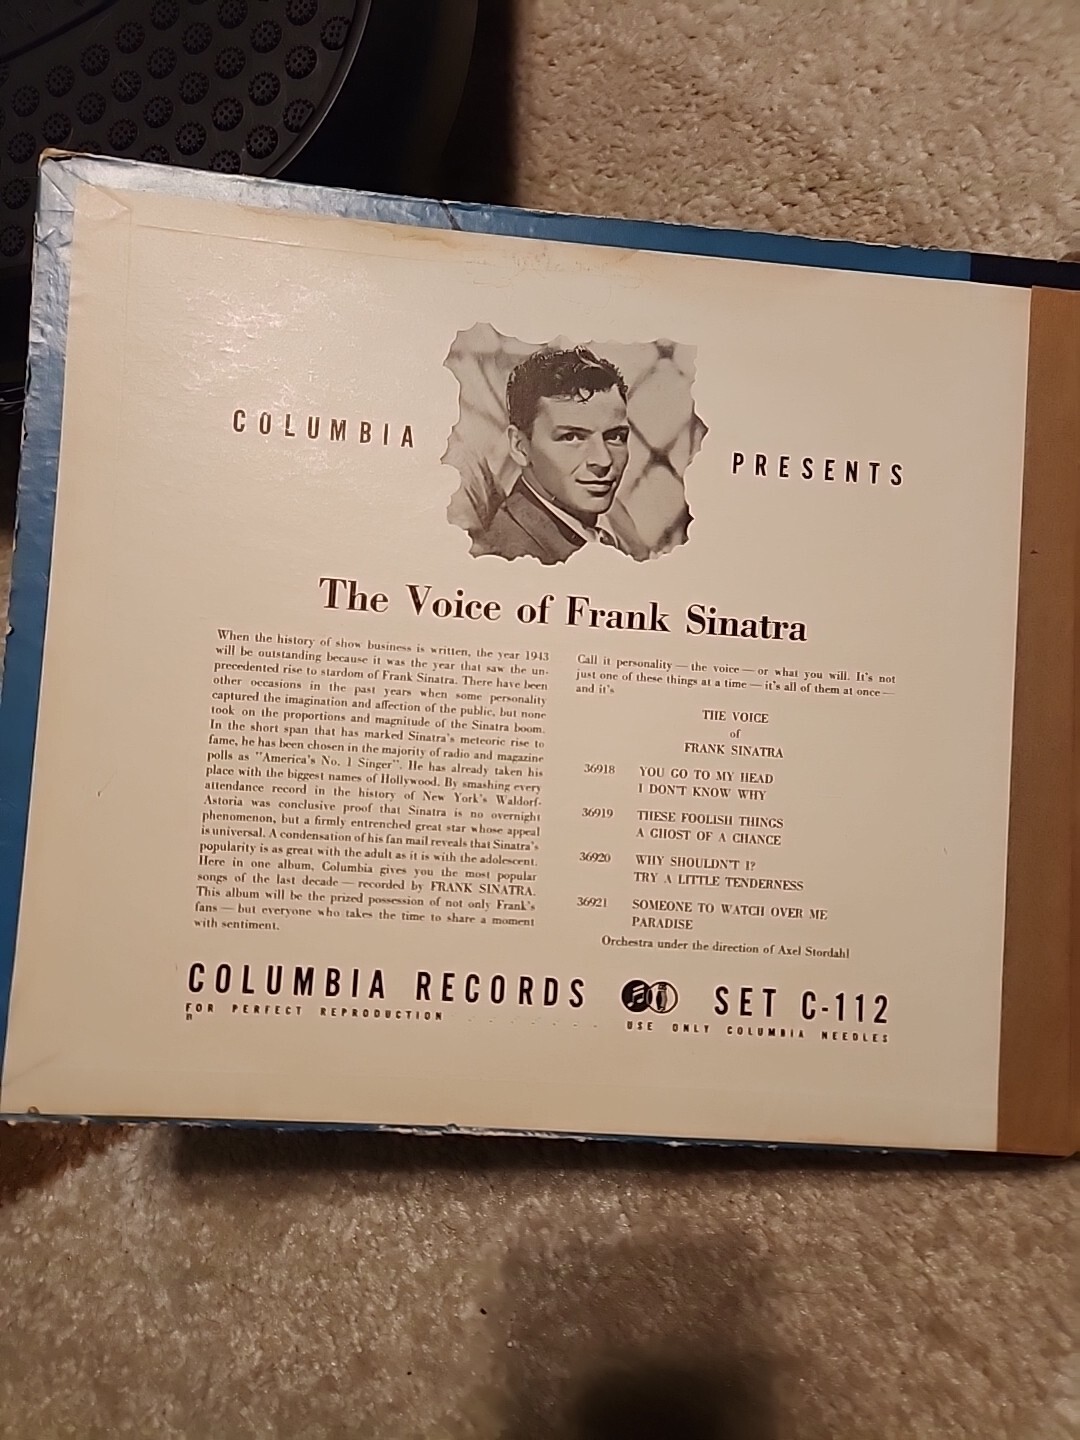 COLUMBIA PRESENTS
The Voice of Frank Sinatra
When the history of show business is written, the year 1943
will be outstanding because it was the year that saw the un-
precedented rise to stardom of Frank Sinatra. There have been
other occasions in the past years when some personality
captured the imagination and affection of the public, but none
took on the proportions and magnitude of the Sinatra boom.
In the short span that has marked Sinatra's meteoric rise to
fame, he has been chosen in the majority of radio and magazine
polls as "America's No. 1 Singer". He has already taken his
place with the biggest names of Hollywood. By smashing every
attendance record in the history of New York's Waldorf-
Astoria was conclusive proof that Sinatra is no overnight
phenomenon, but a firmly entrenched great star whose appeal
is universal. A condensation of his fan mail reveals that Sinatra's
popularity is as great with the adult as it is with the adolescent.
Here in one album, Columbia gives you the most popular
songs of the last decade — recorded by FRANK SINATRA.
This album will be the prized possession of not only Frank's
fans — but everyone who takes the time to share a moment
with sentiment.
Call it personality — the voice — or what you will. It's not
just one of these things at a time — it's all of them at once —
and it's
THE VOICE
of
FRANK SINATRA
36918 YOU GO TO MY HEAD
I DON'T KNOW WHY
36919 THESE FOOLISH THINGS
A GHOST OF A CHANCE
36920 WHY SHOULDN'T I?
TRY A LITTLE TENDERNESS
36921 SOMEONE TO WATCH OVER ME
PARADISE
Orchestra under the direction of Axel Stordahl
COLUMBIA RECORDS SET C-112
FOR PERFECT REPRODUCTION . . . . . . . USE ONLY COLUMBIA NEEDLES